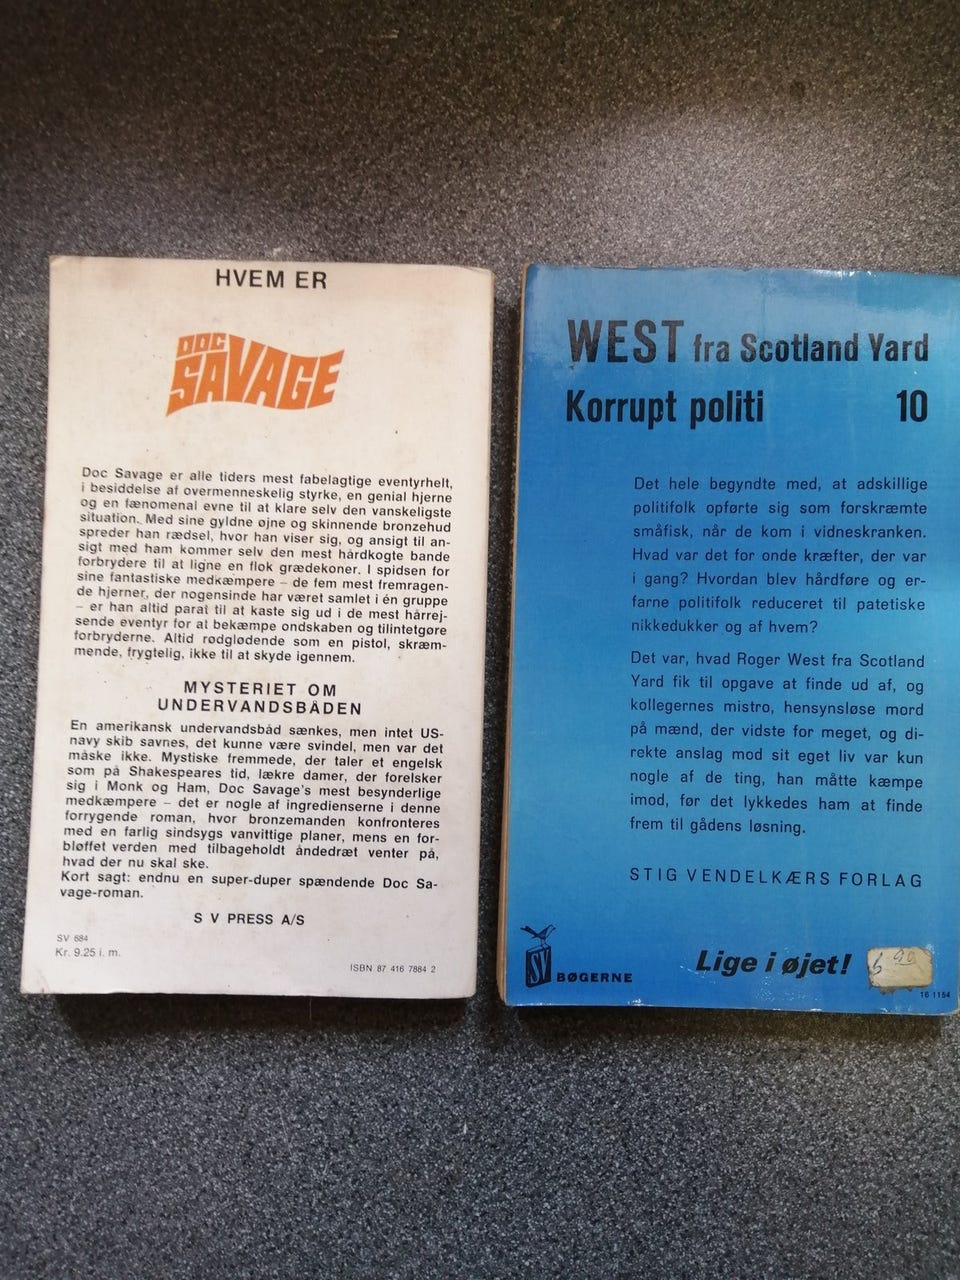 HVEM ER
DOC
SAVAGE
Doc Savage er alle tiders mest fabelagtige eventyrhelt,
i besiddelse af overmenneskelig styrke, en genial hjerne
og en fænomenal evne til at klare selv den vanskeligste
situation. Med sine gyldne øjne og skinnende bronzehud
spreder han rædsel, hvor han viser sig, og ansigt til an-
sigt med ham kommer selv den mest hårdkogte bande
forbrydere til at ligne en flok grædekoner. I spidsen for
sine fantastiske medkæmpere – de fem mest fremragen-
de hjerner, der nogensinde har været samlet i én gruppe
– er han altid parat til at kaste sig ud i de mest hårrej-
sende eventyr for at bekæmpe ondskaben og tilintetgøre
forbryderne. Altid rødglødende som en pistol, skræm-
mende, frygtelig, ikke til at skyde igennem.
MYSTERIET OM
UNDERVANDSBÅDEN
En amerikansk undervandsbåd sænkes, men intet US-
navy skib savnes, det kunne være svindel, men var det
måske ikke. Mystiske fremmede, der taler et engelsk
som på Shakespeares tid, lækre damer, der forelsker
sig i Monk og Ham, Doc Savage's mest besynderlige
medkæmpere – det er nogle af ingredienserne i denne
forrygende roman, hvor bronzemanden konfronteres
med en farlig sindsygs vanvittige planer, mens en for-
bløffet verden med tilbageholdt åndedræt venter på,
hvad der nu skal ske.
Kort sagt: endnu en super-duper spændende Doc Sa-
vage-roman.
S V PRESS A/S
SV 684
Kr. 9.25 i. m.
ISBN 87 416 7884 2
WEST fra Scotland Yard
Korrupt politi 10
Det hele begyndte med, at adskillige
politifolk opførte sig som forskræmte
småfisk, når de kom i vidneskranken.
Hvad var det for onde kræfter, der var
i gang? Hvordan blev hårdføre og er-
farne politifolk reduceret til patetiske
nikkedukker og af hvem?
Det var, hvad Roger West fra Scotland
Yard fik til opgave at finde ud af, og
kollegernes mistro, hensynsløse mord
på mænd, der vidste for meget, og di-
rekte anslag mod sit eget liv var kun
nogle af de ting, han måtte kæmpe
imod, før det lykkedes ham at finde
frem til gådens løsning.
STIG VENDELKÆRS FORLAG
SV
BØGERNE
Lige i øjet!
16 1154